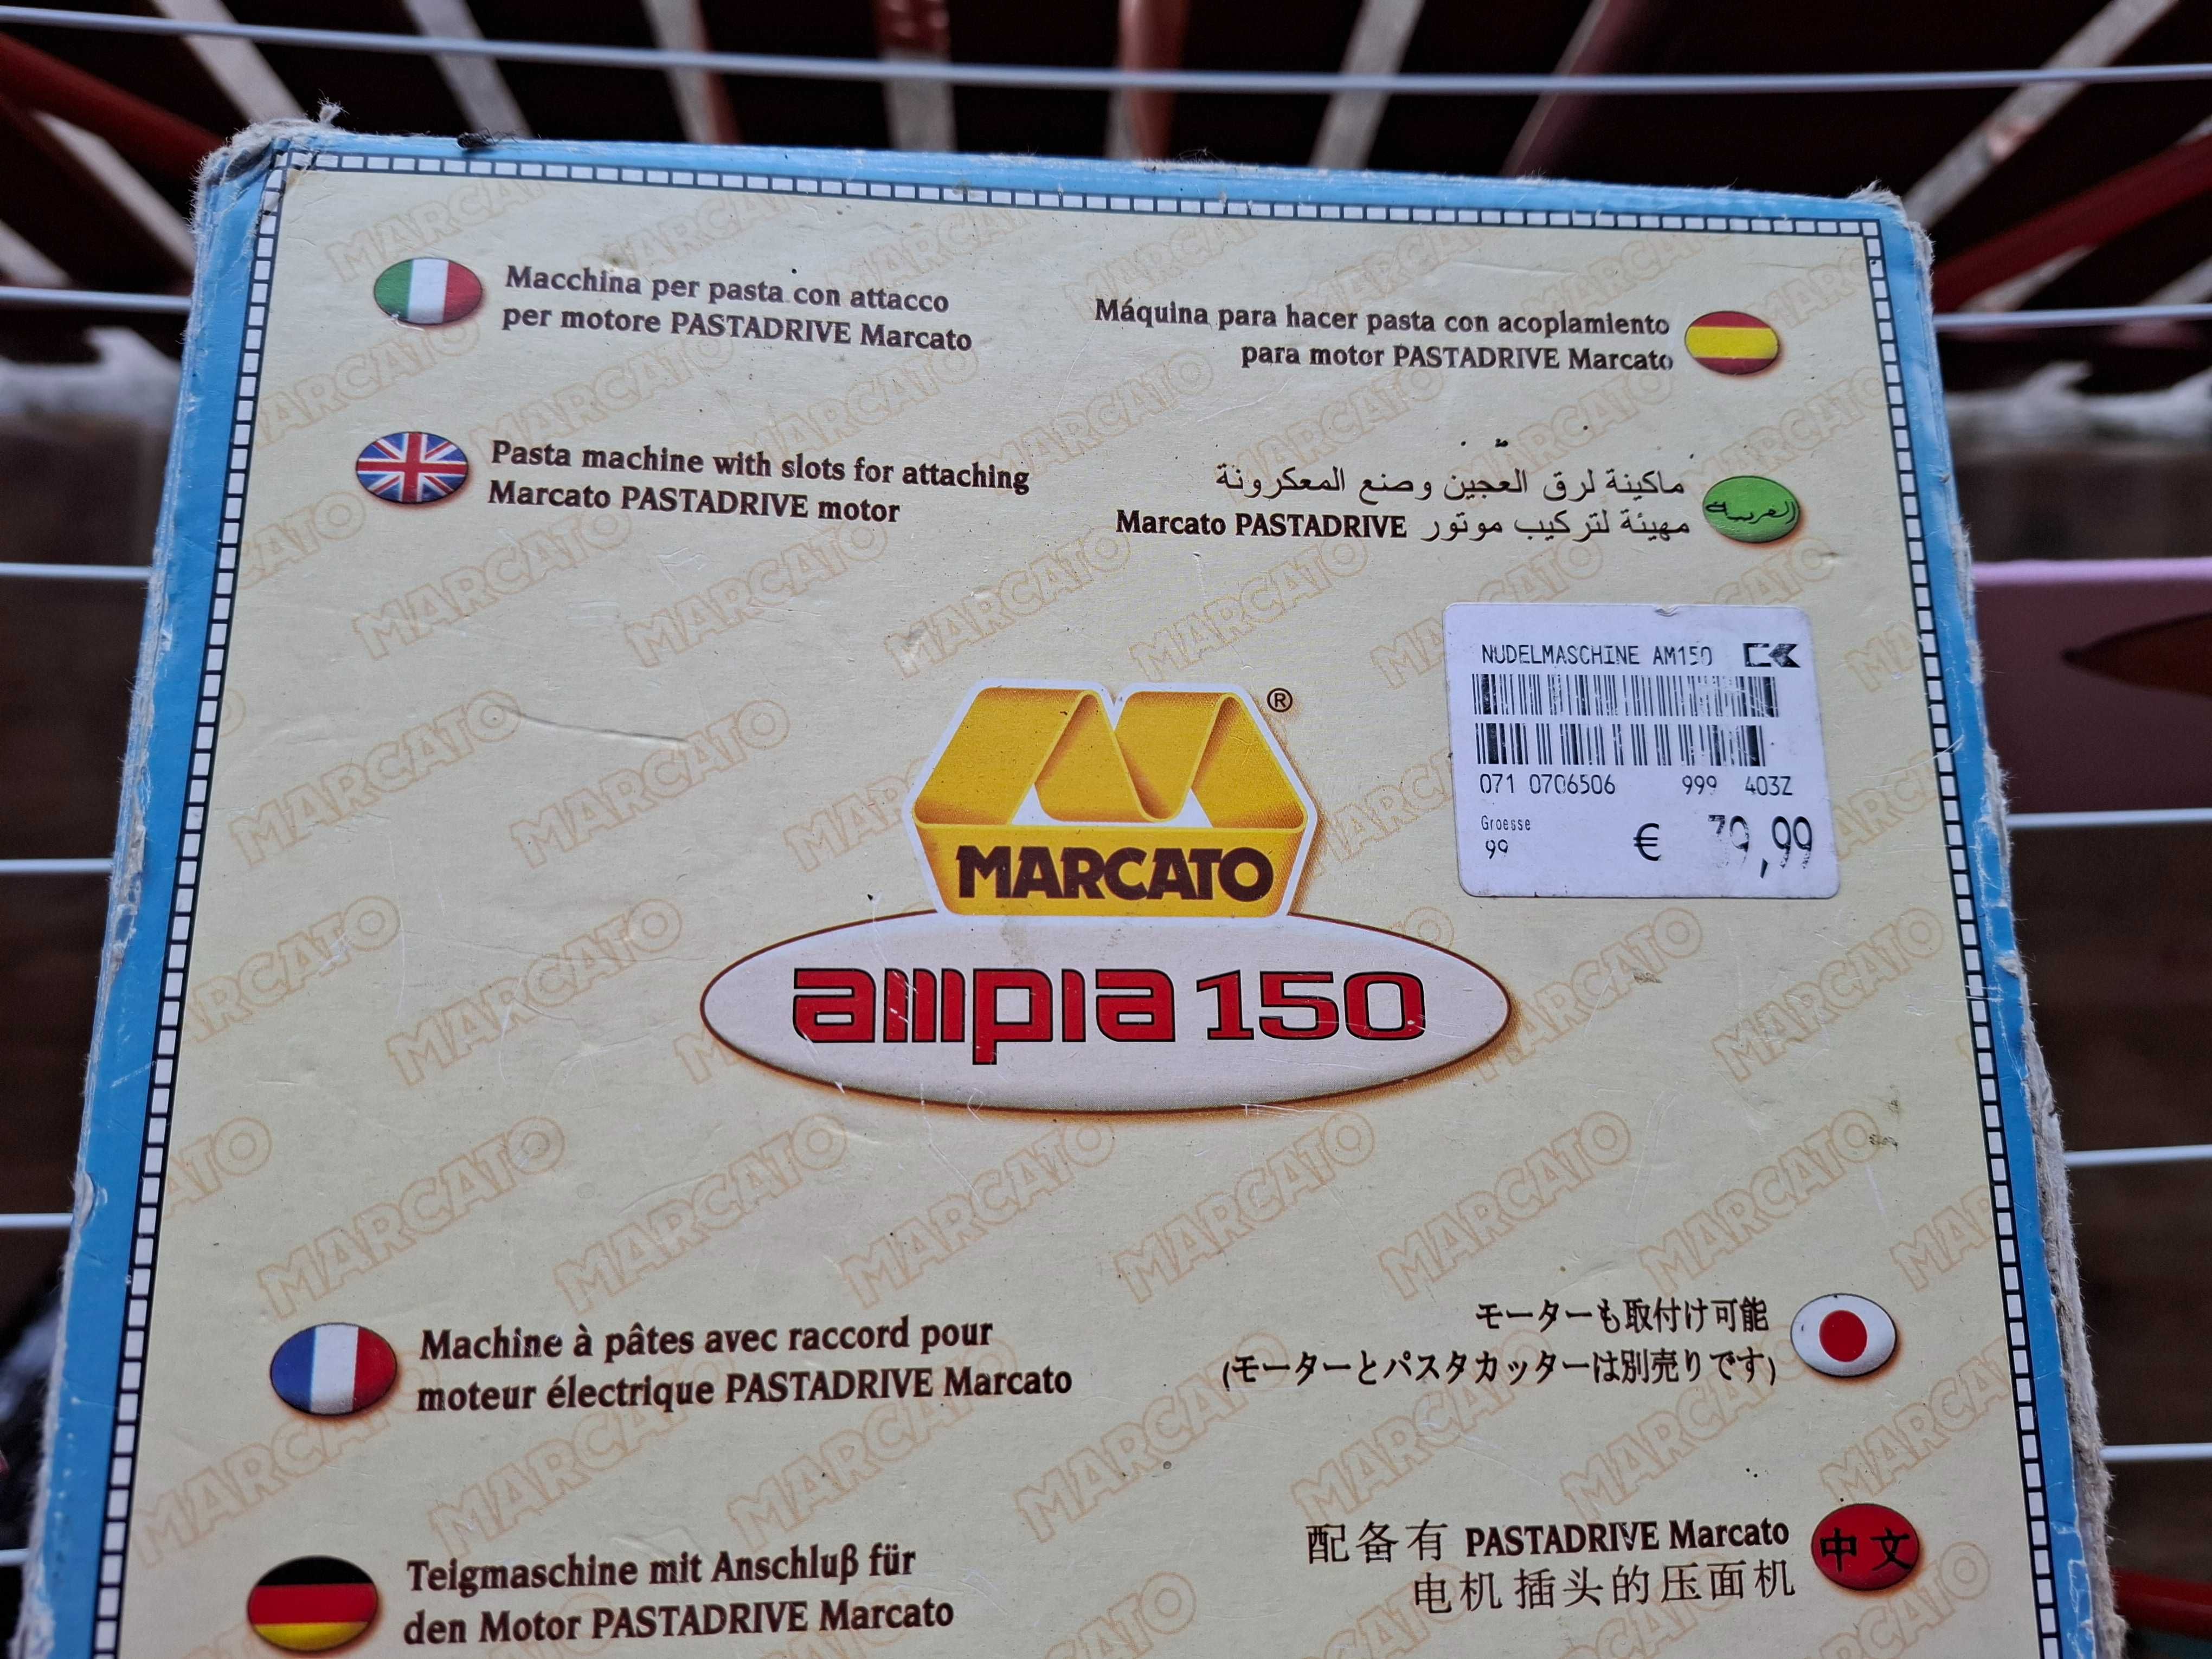 Macchina per pasta con attacco
per motore PASTADRIVE Marcato
Máquina para hacer pasta con acoplamiento
para motor PASTADRIVE Marcato
Pasta machine with slots for attaching
Marcato PASTADRIVE motor
ماكينة لرق العجين وصنع المعكرونة
مهيئة لتركيب موتور Marcato PASTADRIVE
العربية
NUDELMASCHINE AM150 CK
071 0706506 999 403Z
Groesse
99 €
MARCATO ®
ampia 150
Machine à pâtes avec raccord pour
moteur électrique PASTADRIVE Marcato
モーターも取付け可能
(モーターとパスタカッターは別売りです)
Teigmaschine mit Anschluß für
den Motor PASTADRIVE Marcato
配备有 PASTADRIVE Marcato
电机插头的压面机
中文